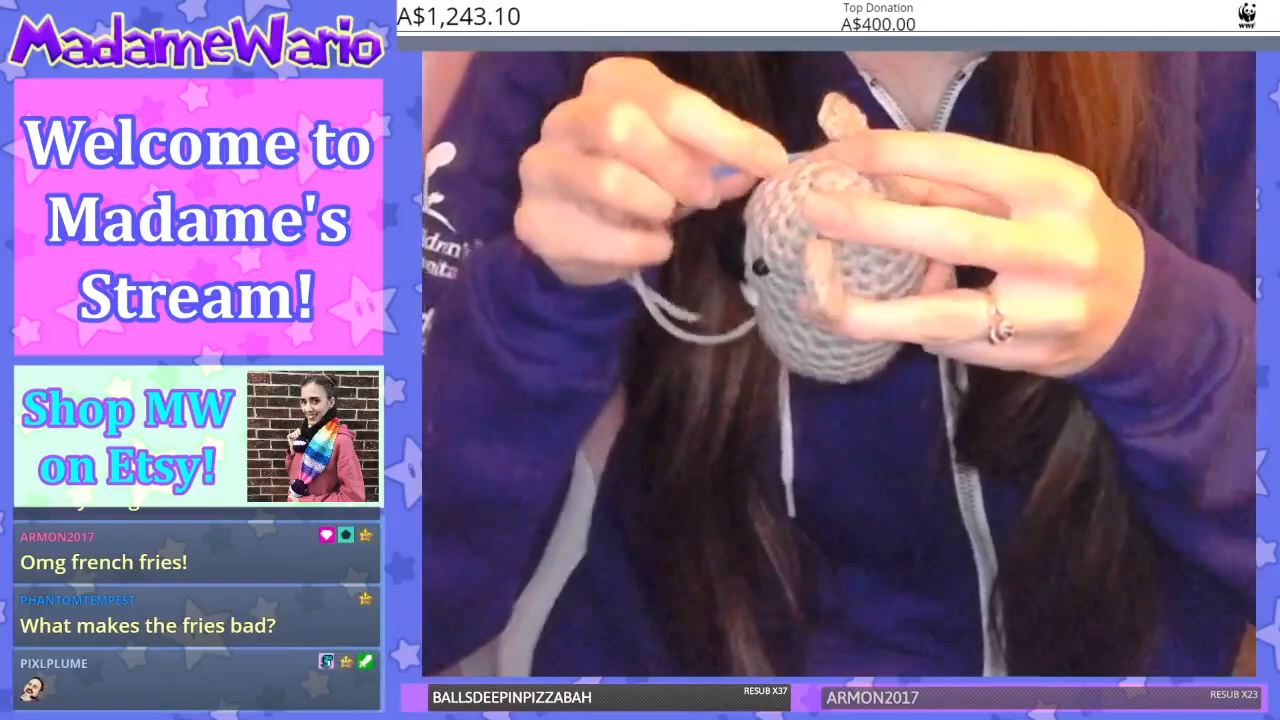 MadameWario
A$1,243.10
Top Donation
A$400.00
WWF
Welcome to
Madame's
Stream!
Shop MW
on Etsy!
ARMON2017
Omg french fries!
PHANTOMTEMPEST
What makes the fries bad?
PIXLPLUME
BALLSDEEPINPIZZABAH
RESUB X37
ARMON2017
RESUB X23